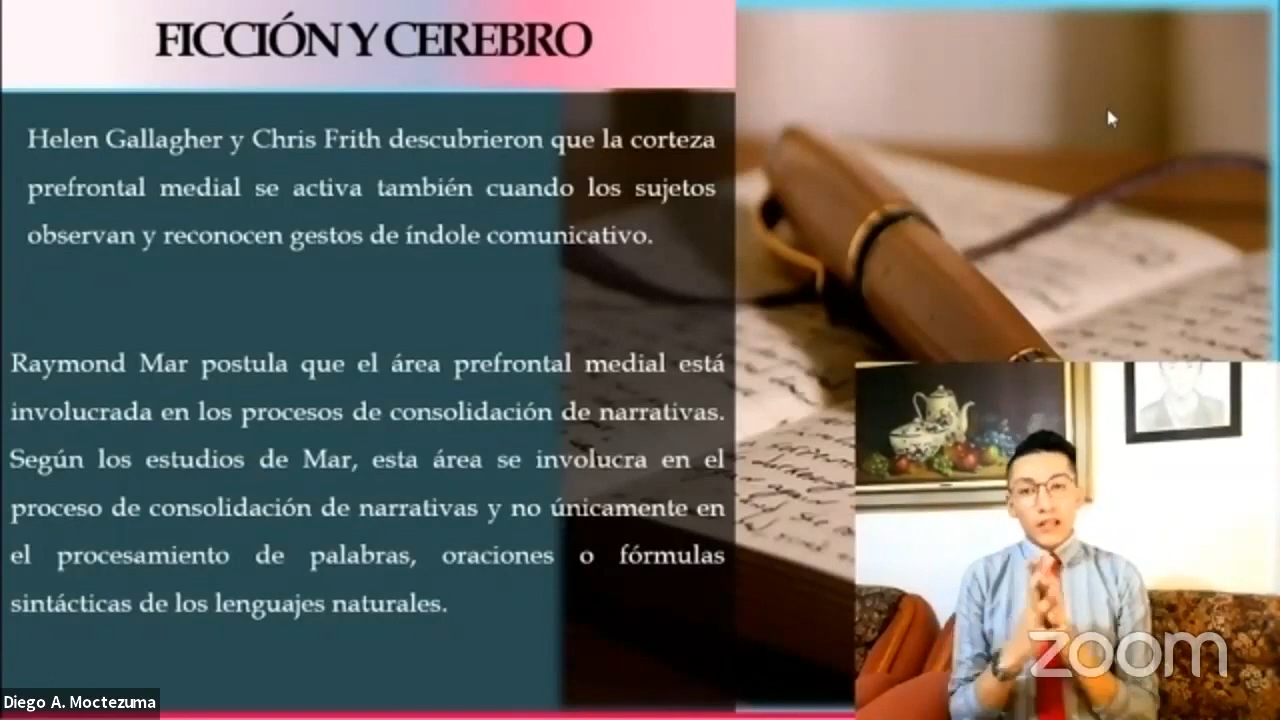 FICCIÓN Y CEREBRO
Helen Gallagher y Chris Frith descubrieron que la corteza
prefrontal medial se activa también cuando los sujetos
observan y reconocen gestos de índole comunicativo.
Raymond Mar postula que el área prefrontal medial está
involucrada en los procesos de consolidación de narrativas.
Según los estudios de Mar, esta área se involucra en el
proceso de consolidación de narrativas y no únicamente en
el procesamiento de palabras, oraciones o fórmulas
sintácticas de los lenguajes naturales.
zoom
Diego A. Moctezuma